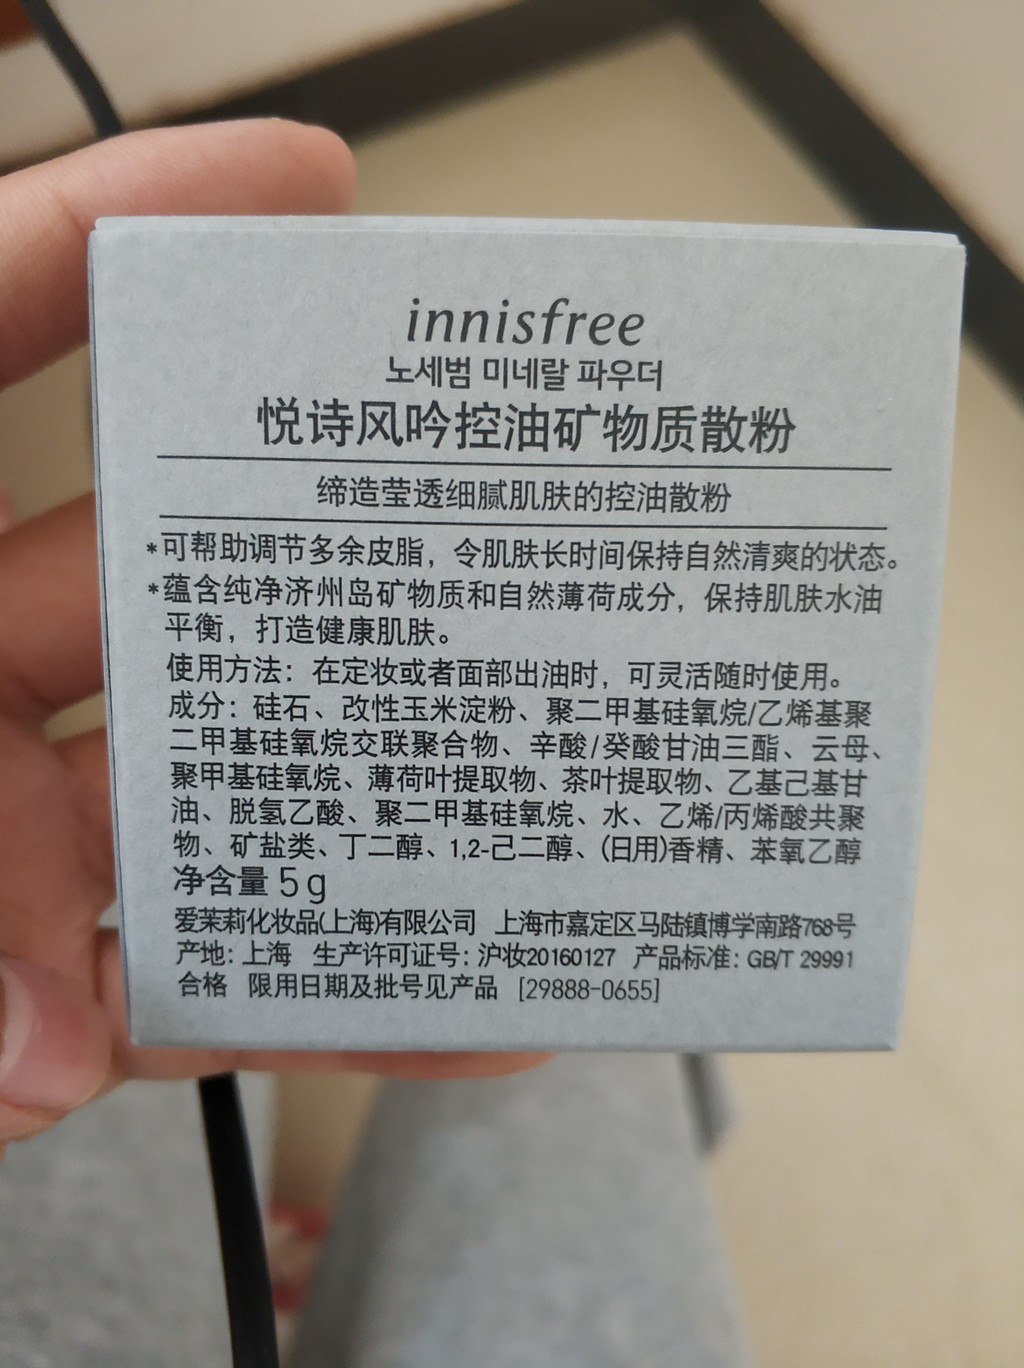 innisfree
노세범 미네랄 파우더
悦诗风吟控油矿物质散粉
缔造莹透细腻肌肤的控油散粉
*可帮助调节多余皮脂，令肌肤长时间保持自然清爽的状态。
*蕴含纯净济州岛矿物质和自然薄荷成分，保持肌肤水油
平衡，打造健康肌肤。
使用方法：在定妆或者面部出油时，可灵活随时使用。
成分：硅石、改性玉米淀粉、聚二甲基硅氧烷/乙烯基聚
二甲基硅氧烷交联聚合物、辛酸/癸酸甘油三酯、云母、
聚甲基硅氧烷、薄荷叶提取物、茶叶提取物、乙基己基甘
油、脱氢乙酸、聚二甲基硅氧烷、水、乙烯/丙烯酸共聚
物、矿盐类、丁二醇、1,2-己二醇、(日用)香精、苯氧乙醇
净含量 5 g
爱茉莉化妆品(上海)有限公司 上海市嘉定区马陆镇博学南路768号
产地: 上海 生产许可证号: 沪妆20160127 产品标准: GB/T 29991
合格 限用日期及批号见产品 [29888-0655]